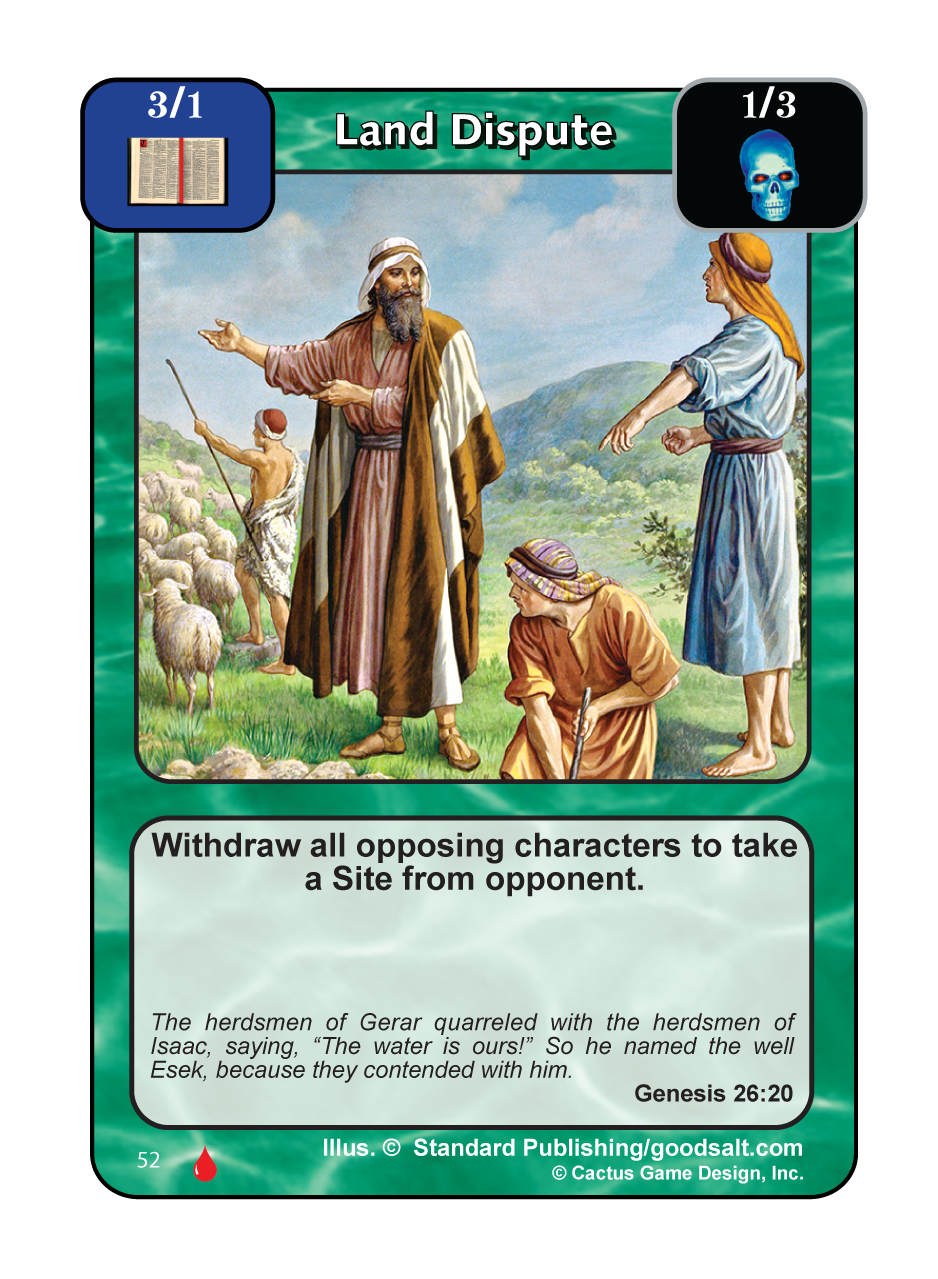 3/1
Land Dispute
1/3
Withdraw all opposing characters to take
a Site from opponent.
The herdsmen of Gerar quarreled with the herdsmen of
Isaac, saying, “The water is ours!” So he named the well
Esek, because they contended with him.
Genesis 26:20
52
Illus. © Standard Publishing/goodsalt.com
© Cactus Game Design, Inc.